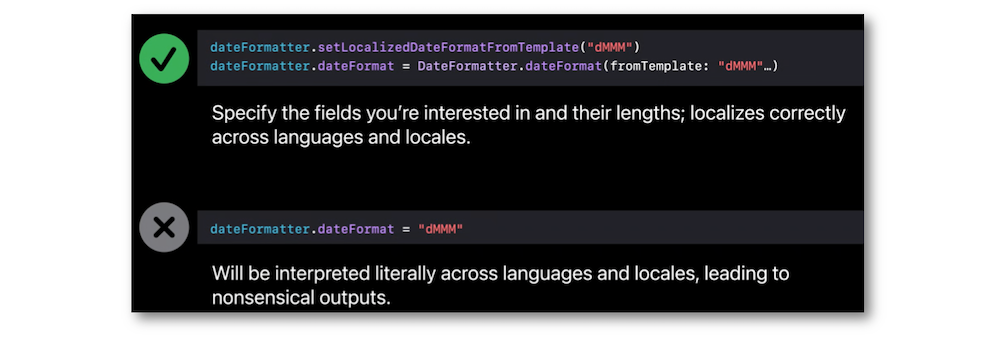 dateFormatter.setLocalizedDateFormatFromTemplate("dMMM")
dateFormatter.dateFormat = DateFormatter.dateFormat(fromTemplate: "dMMM"…)
Specify the fields you’re interested in and their lengths; localizes correctly
across languages and locales.
dateFormatter.dateFormat = "dMMM"
Will be interpreted literally across languages and locales, leading to
nonsensical outputs.